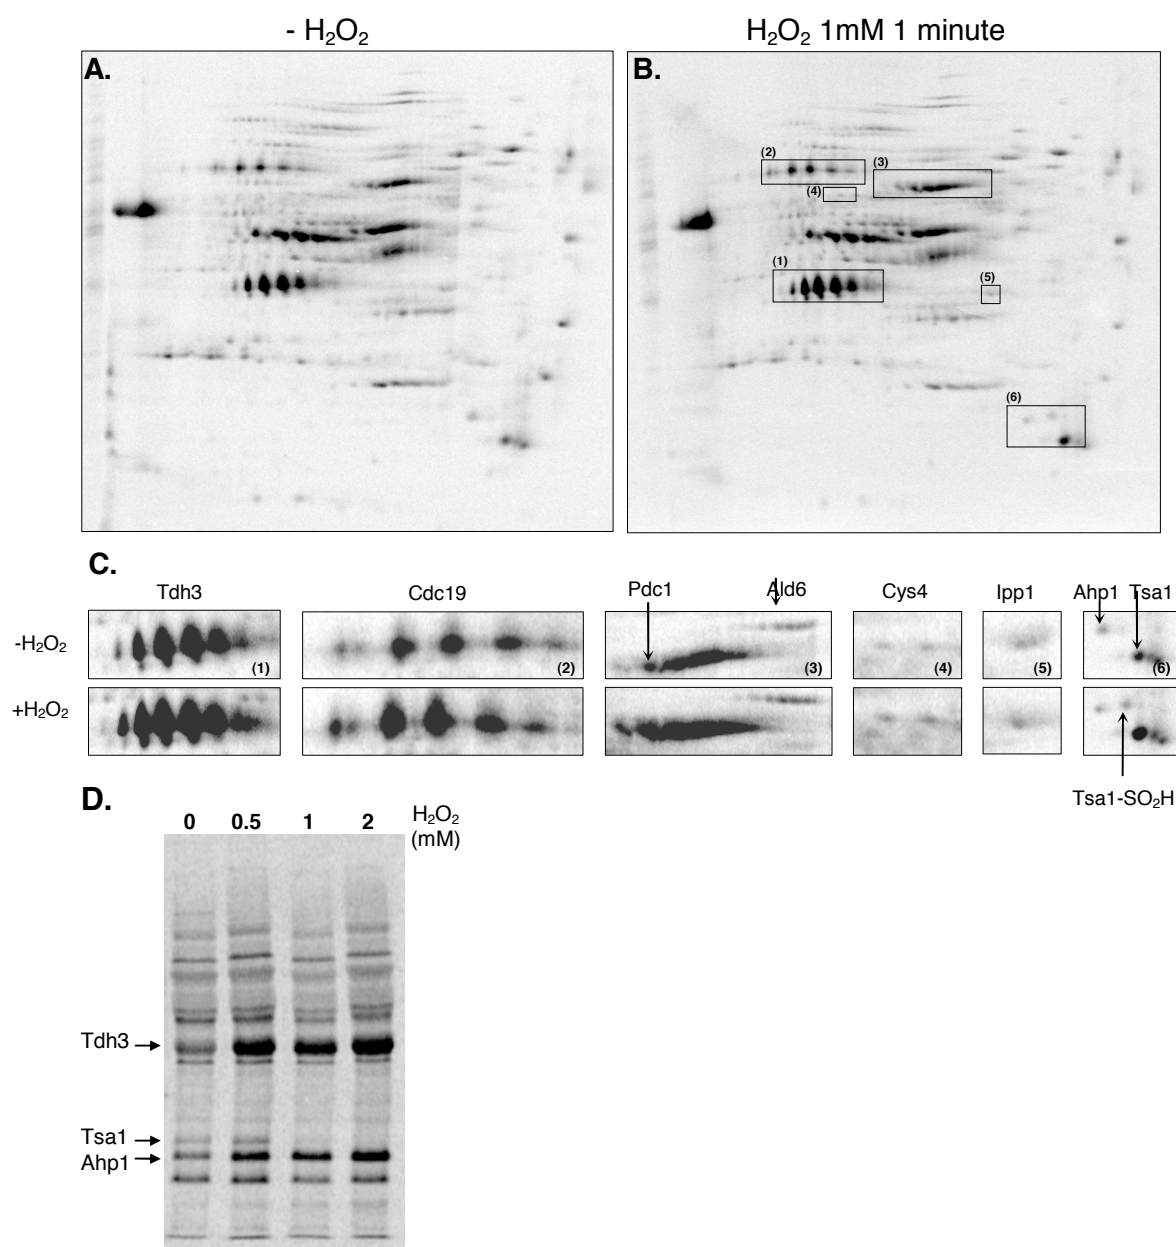 - H₂O₂
H₂O₂ 1mM 1 minute
A.
B.
(2)
(3)
(4)
(1)
(5)
(6)
C.
Tdh3
Cdc19
Pdc1
Ald6
Cys4
Ipp1
Ahp1
Tsa1
-H₂O₂
(1)
(2)
(3)
(4)
(5)
(6)
+H₂O₂
Tsa1-SO₂H
D.
0 0.5 1 2
H₂O₂
(mM)
Tdh3
Tsa1
Ahp1